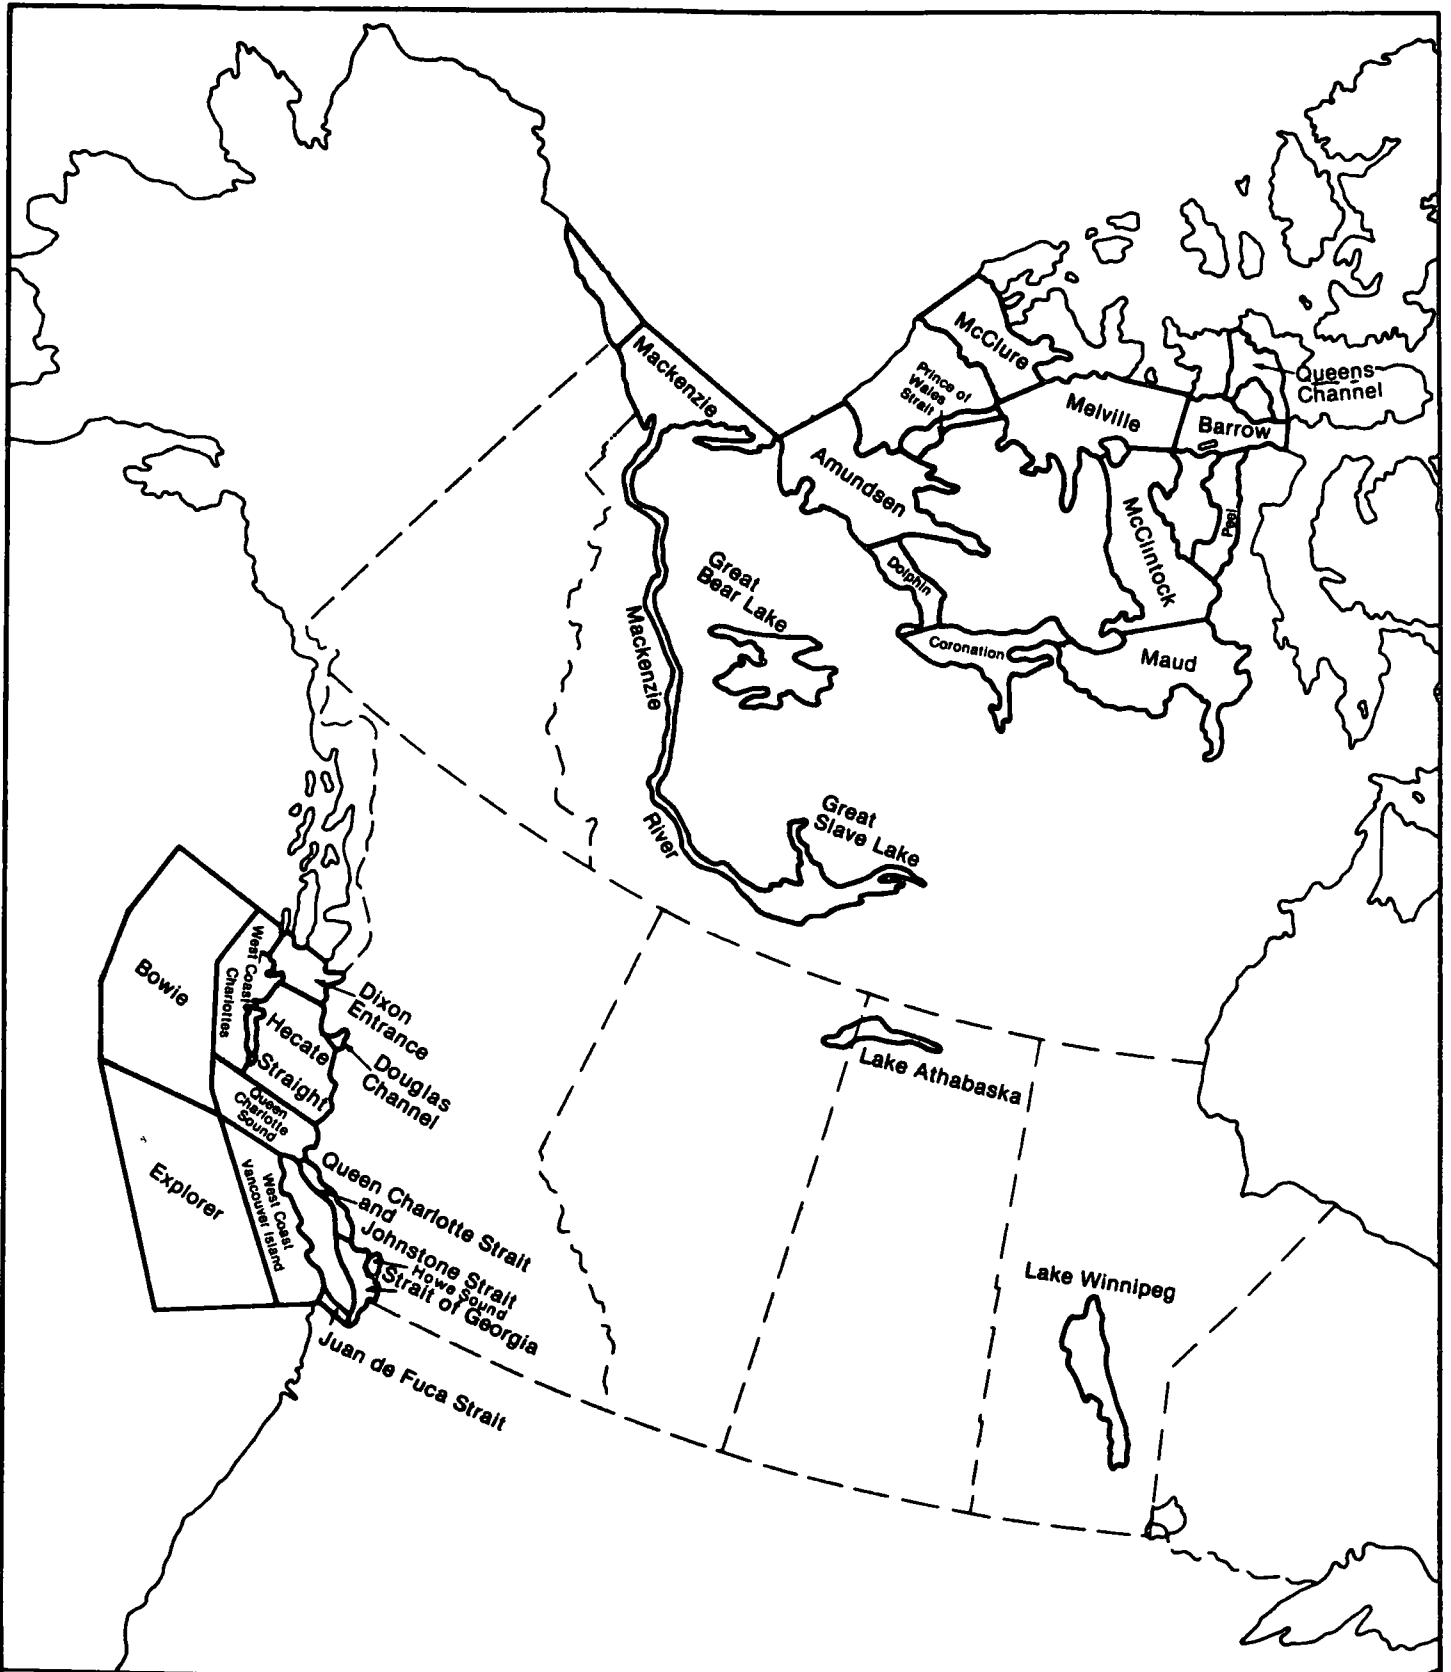 McClure
Mackenzie
Prince of
Wales
Strait
Queens
Channel
Melville
Barrow
Amundsen
McClintock
Peel
Great
Bear Lake
Dolphin
Mackenzie
River
Coronation
Maud
Great
Slave Lake
Bowie
West Coast
Charlottes
Dixon
Entrance
Hecate
Straight
Douglas
Channel
Lake Athabaska
Queen
Charlotte
Sound
Explorer
West Coast
Vancouver Island
Queen Charlotte Strait
and
Johnstone Strait
Howe Sound
Strait of Georgia
Juan de Fuca Strait
Lake Winnipeg